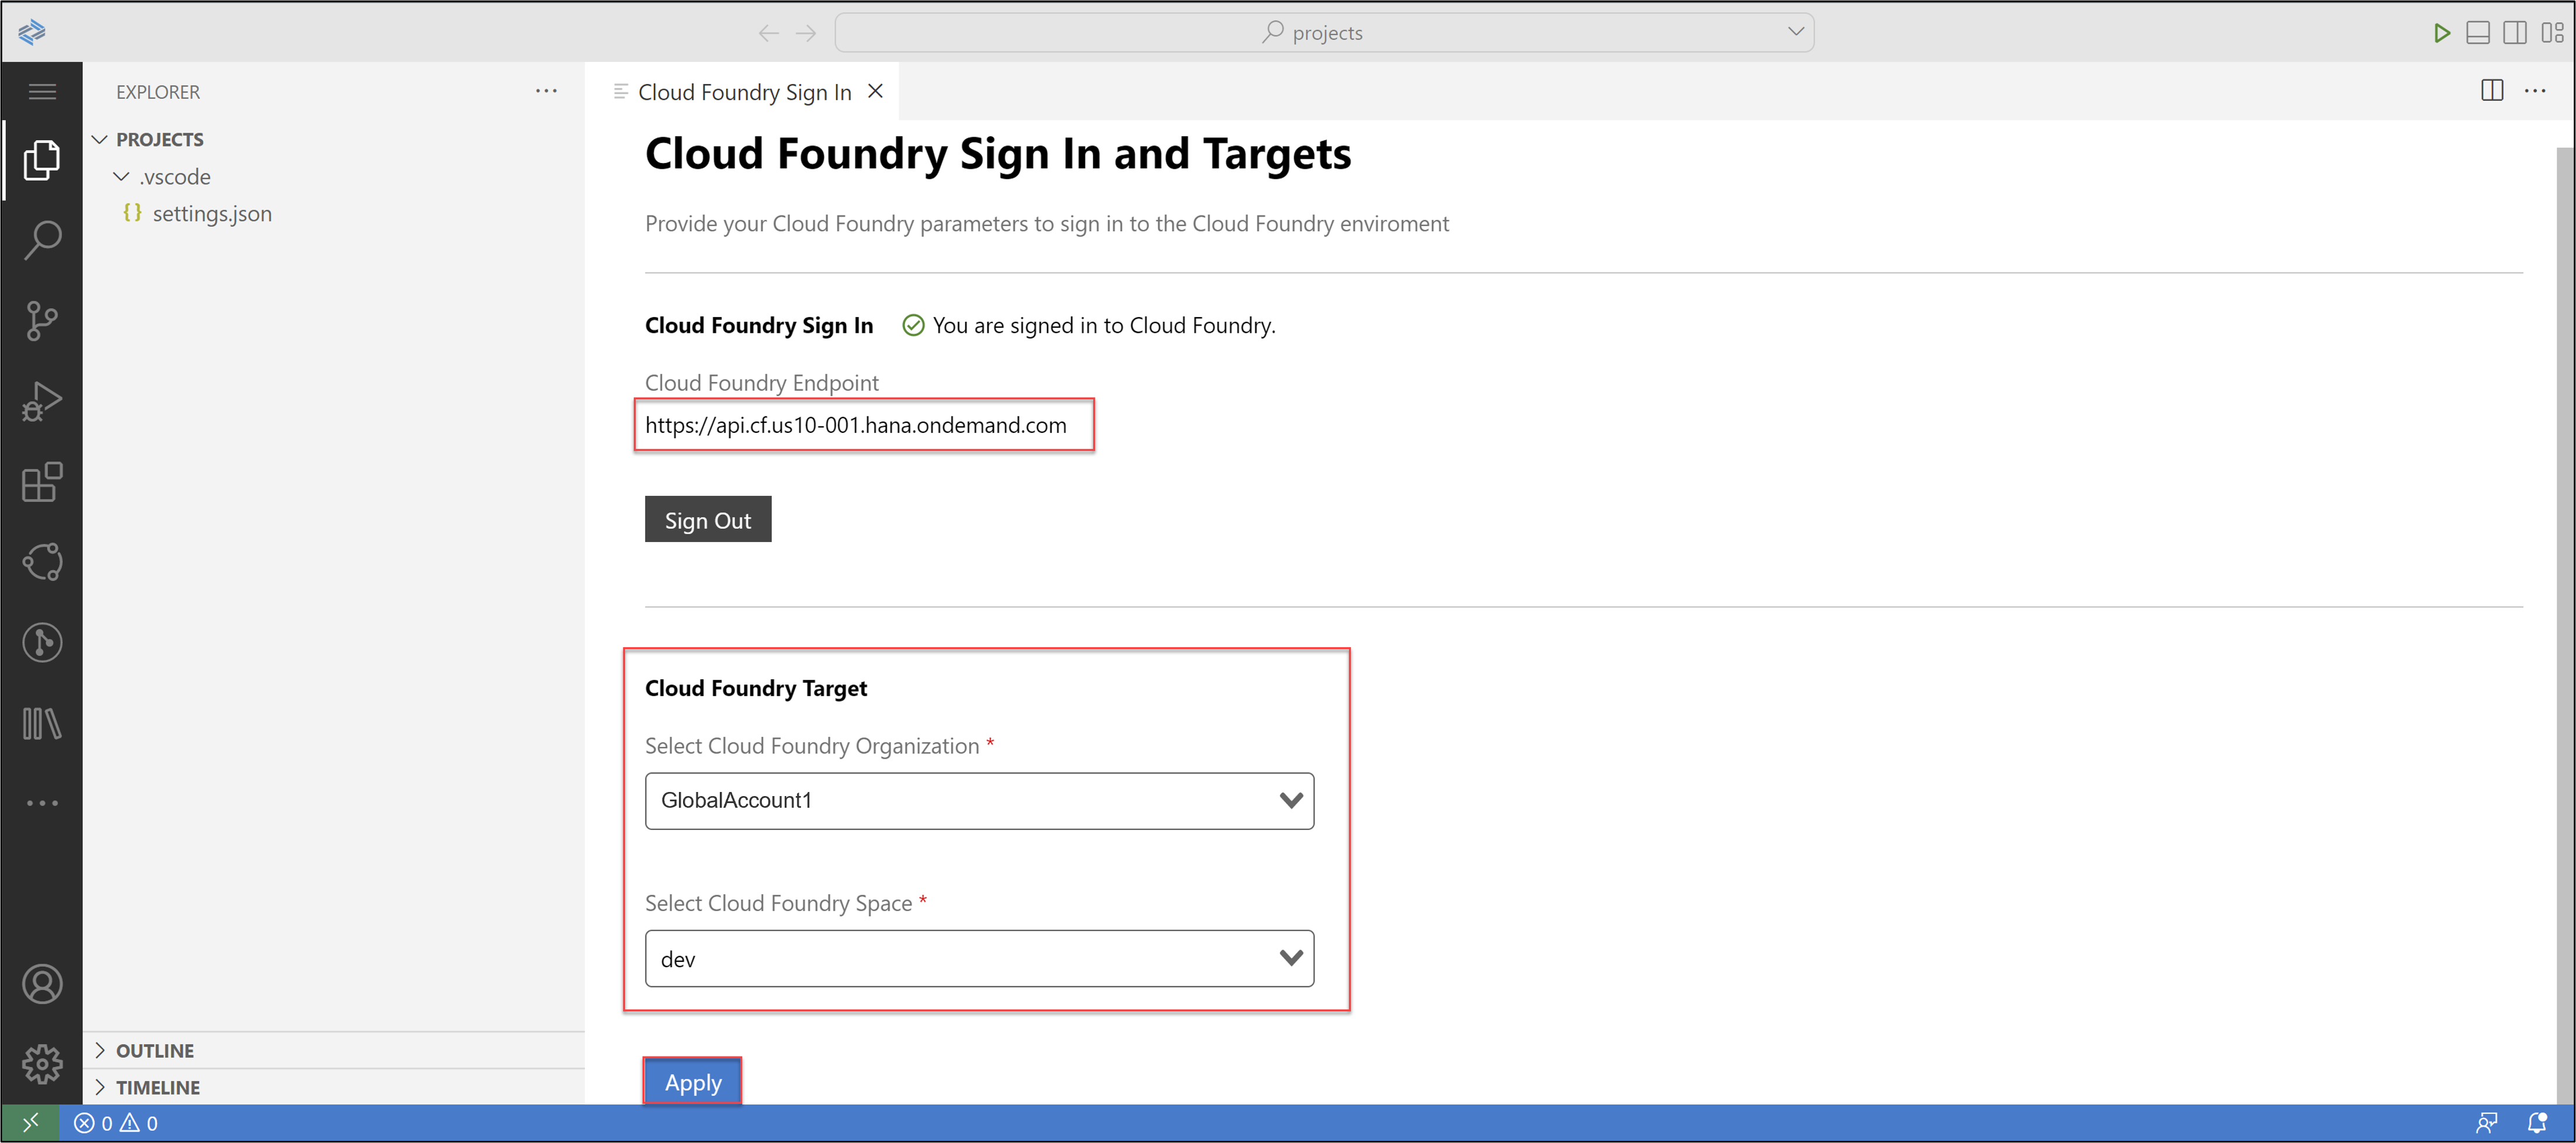 projects
EXPLORER
PROJECTS
.vscode
{} settings.json
OUTLINE
TIMELINE
Cloud Foundry Sign In
Cloud Foundry Sign In and Targets
Provide your Cloud Foundry parameters to sign in to the Cloud Foundry enviroment
Cloud Foundry Sign In You are signed in to Cloud Foundry.
Cloud Foundry Endpoint
https://api.cf.us10-001.hana.ondemand.com
Sign Out
Cloud Foundry Target
Select Cloud Foundry Organization *
GlobalAccount1
Select Cloud Foundry Space *
dev
Apply
0 0